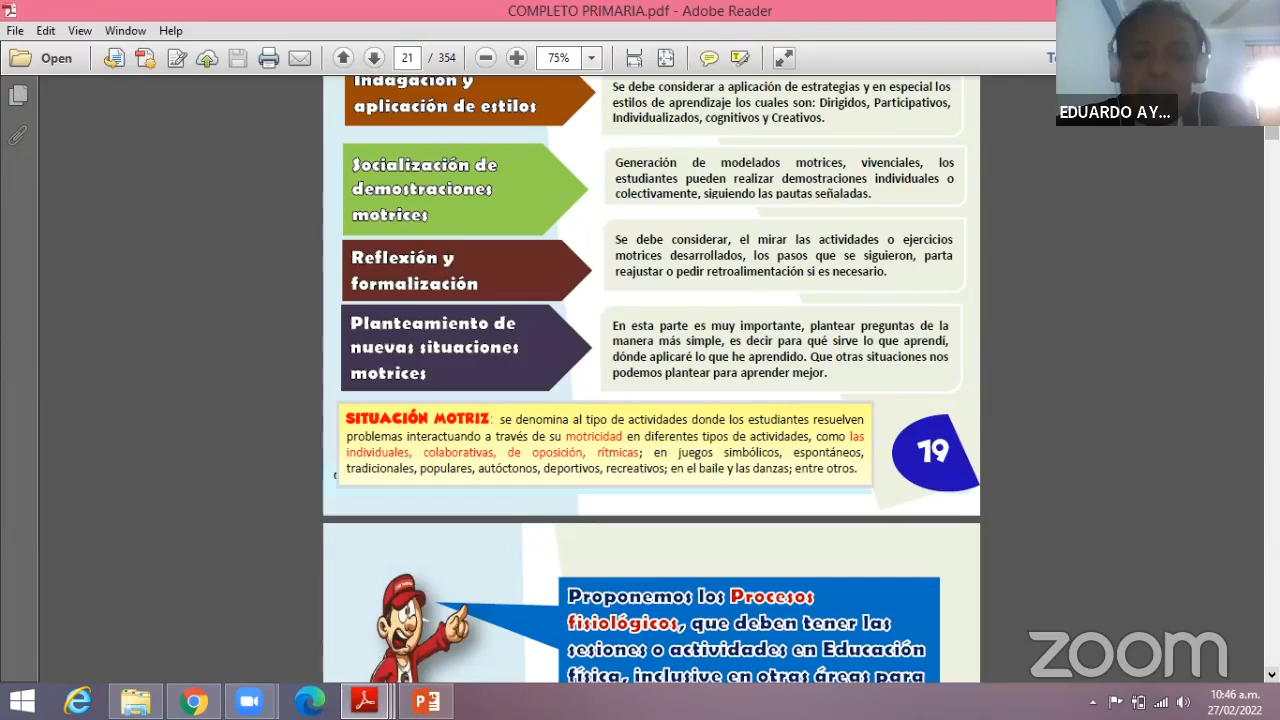 COMPLETO PRIMARIA.pdf - Adobe Reader
File Edit View Window Help
Open 21 / 354 75%
EDUARDO AY...
Indagación y
aplicación de estilos
Se debe considerar a aplicación de estrategias y en especial los
estilos de aprendizaje los cuales son: Dirigidos, Participativos,
Individualizados, cognitivos y Creativos.
Socialización de
demostraciones
motrices
Generación de modelados motrices, vivenciales, los
estudiantes pueden realizar demostraciones individuales o
colectivamente, siguiendo las pautas señaladas.
Reflexión y
formalización
Se debe considerar, el mirar las actividades o ejercicios
motrices desarrollados, los pasos que se siguieron, parta
reajustar o pedir retroalimentación si es necesario.
Planteamiento de
nuevas situaciones
motrices
En esta parte es muy importante, plantear preguntas de la
manera más simple, es decir para qué sirve lo que aprendí,
dónde aplicaré lo que he aprendido. Que otras situaciones nos
podemos plantear para aprender mejor.
SITUACIÓN MOTRIZ: se denomina al tipo de actividades donde los estudiantes resuelven
problemas interactuando a través de su motricidad en diferentes tipos de actividades, como las
individuales, colaborativas, de oposición, rítmicas; en juegos simbólicos, espontáneos,
tradicionales, populares, autóctonos, deportivos, recreativos; en el baile y las danzas; entre otros.
19
Proponemos los Procesos
fisiológicos, que deben tener las
sesiones o actividades en Educación
física, inclusive en otras áreas para
zoom
10:46 a.m.
27/02/2022